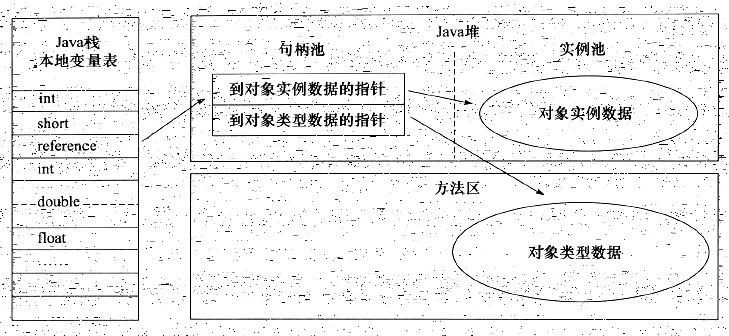 Java栈
本地变量表
int
short
reference
int
double
float
……
Java堆
句柄池
实例池
到对象实例数据的指针
到对象类型数据的指针
对象实例数据
方法区
对象类型数据